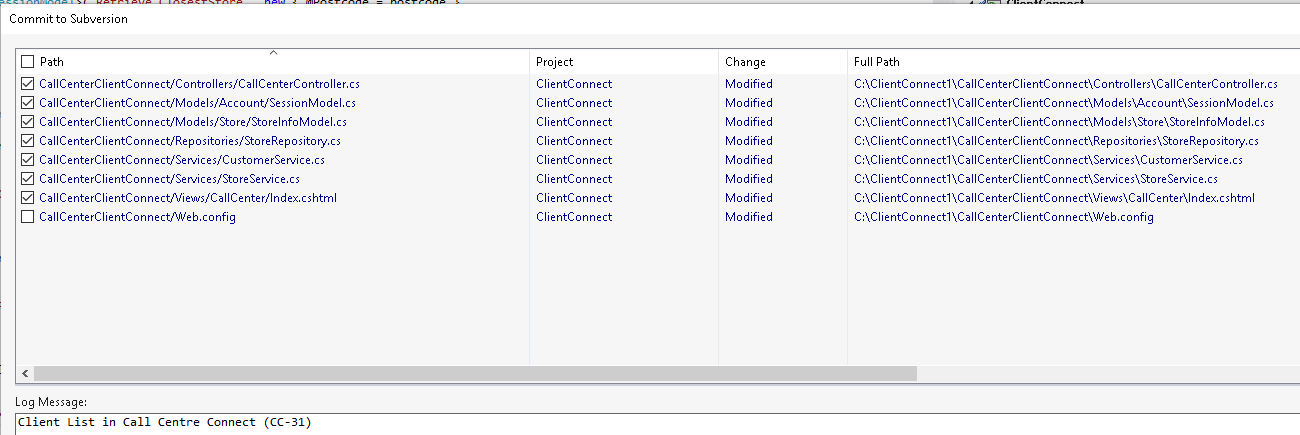 essionModel>( Retrieve ClosestStore , new { mPostcode = postcode }
ClientConnect
Commit to Subversion
Path Project Change Full Path
CallCenterClientConnect/Controllers/CallCenterController.cs ClientConnect Modified C:\ClientConnect1\CallCenterClientConnect\Controllers\CallCenterController.cs
CallCenterClientConnect/Models/Account/SessionModel.cs ClientConnect Modified C:\ClientConnect1\CallCenterClientConnect\Models\Account\SessionModel.cs
CallCenterClientConnect/Models/Store/StoreInfoModel.cs ClientConnect Modified C:\ClientConnect1\CallCenterClientConnect\Models\Store\StoreInfoModel.cs
CallCenterClientConnect/Repositories/StoreRepository.cs ClientConnect Modified C:\ClientConnect1\CallCenterClientConnect\Repositories\StoreRepository.cs
CallCenterClientConnect/Services/CustomerService.cs ClientConnect Modified C:\ClientConnect1\CallCenterClientConnect\Services\CustomerService.cs
CallCenterClientConnect/Services/StoreService.cs ClientConnect Modified C:\ClientConnect1\CallCenterClientConnect\Services\StoreService.cs
CallCenterClientConnect/Views/CallCenter/Index.cshtml ClientConnect Modified C:\ClientConnect1\CallCenterClientConnect\Views\CallCenter\Index.cshtml
CallCenterClientConnect/Web.config ClientConnect Modified C:\ClientConnect1\CallCenterClientConnect\Web.config
Log Message:
Client List in Call Centre Connect (CC-31)